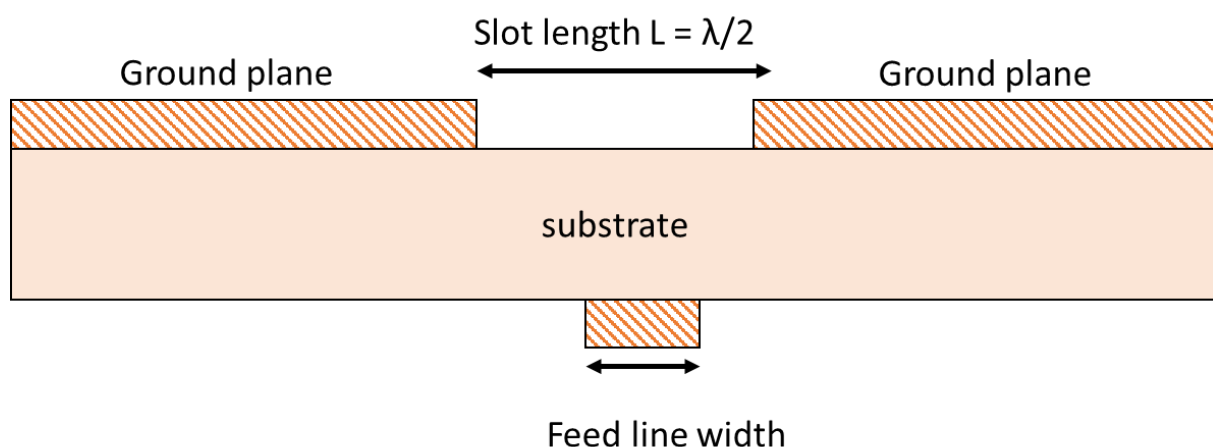 Slot length L = λ/2
Ground plane
Ground plane
substrate
Feed line width